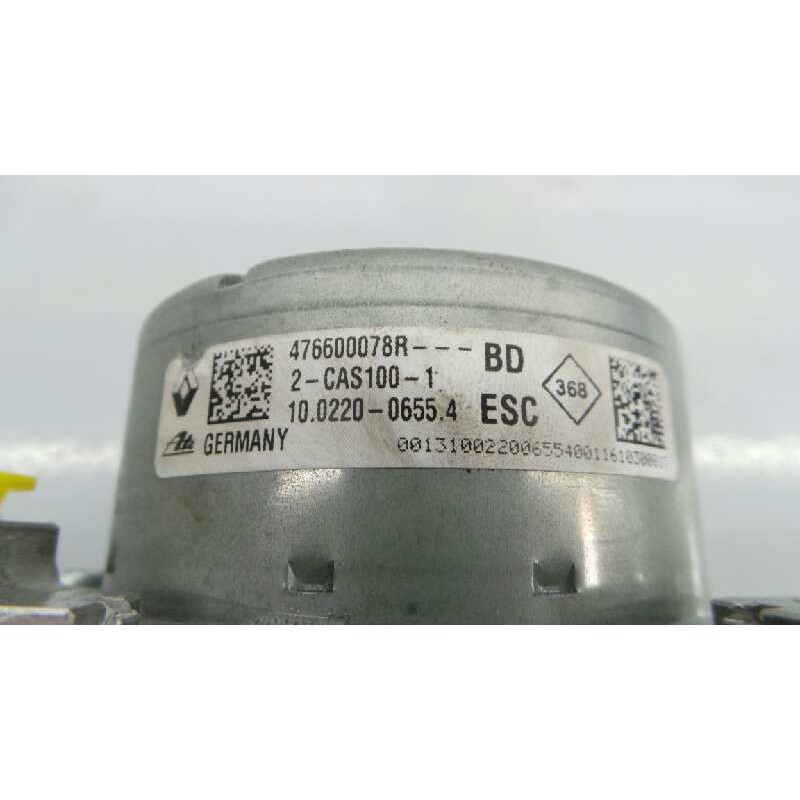 476600078R--- BD
2-CAS100-1
10.0220-0655.4 ESC
368
Ate GERMANY